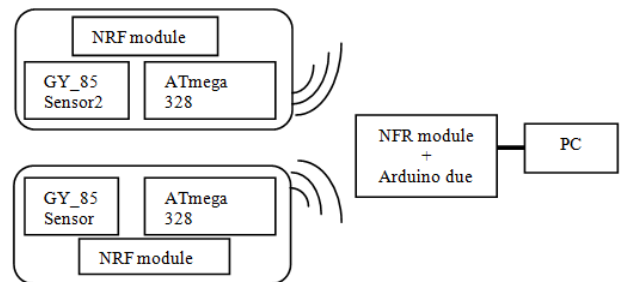 NRF module
GY_85
Sensor2
ATmega
328
NFR module
+
Arduino due
PC
GY_85
Sensor
ATmega
328
NRF module